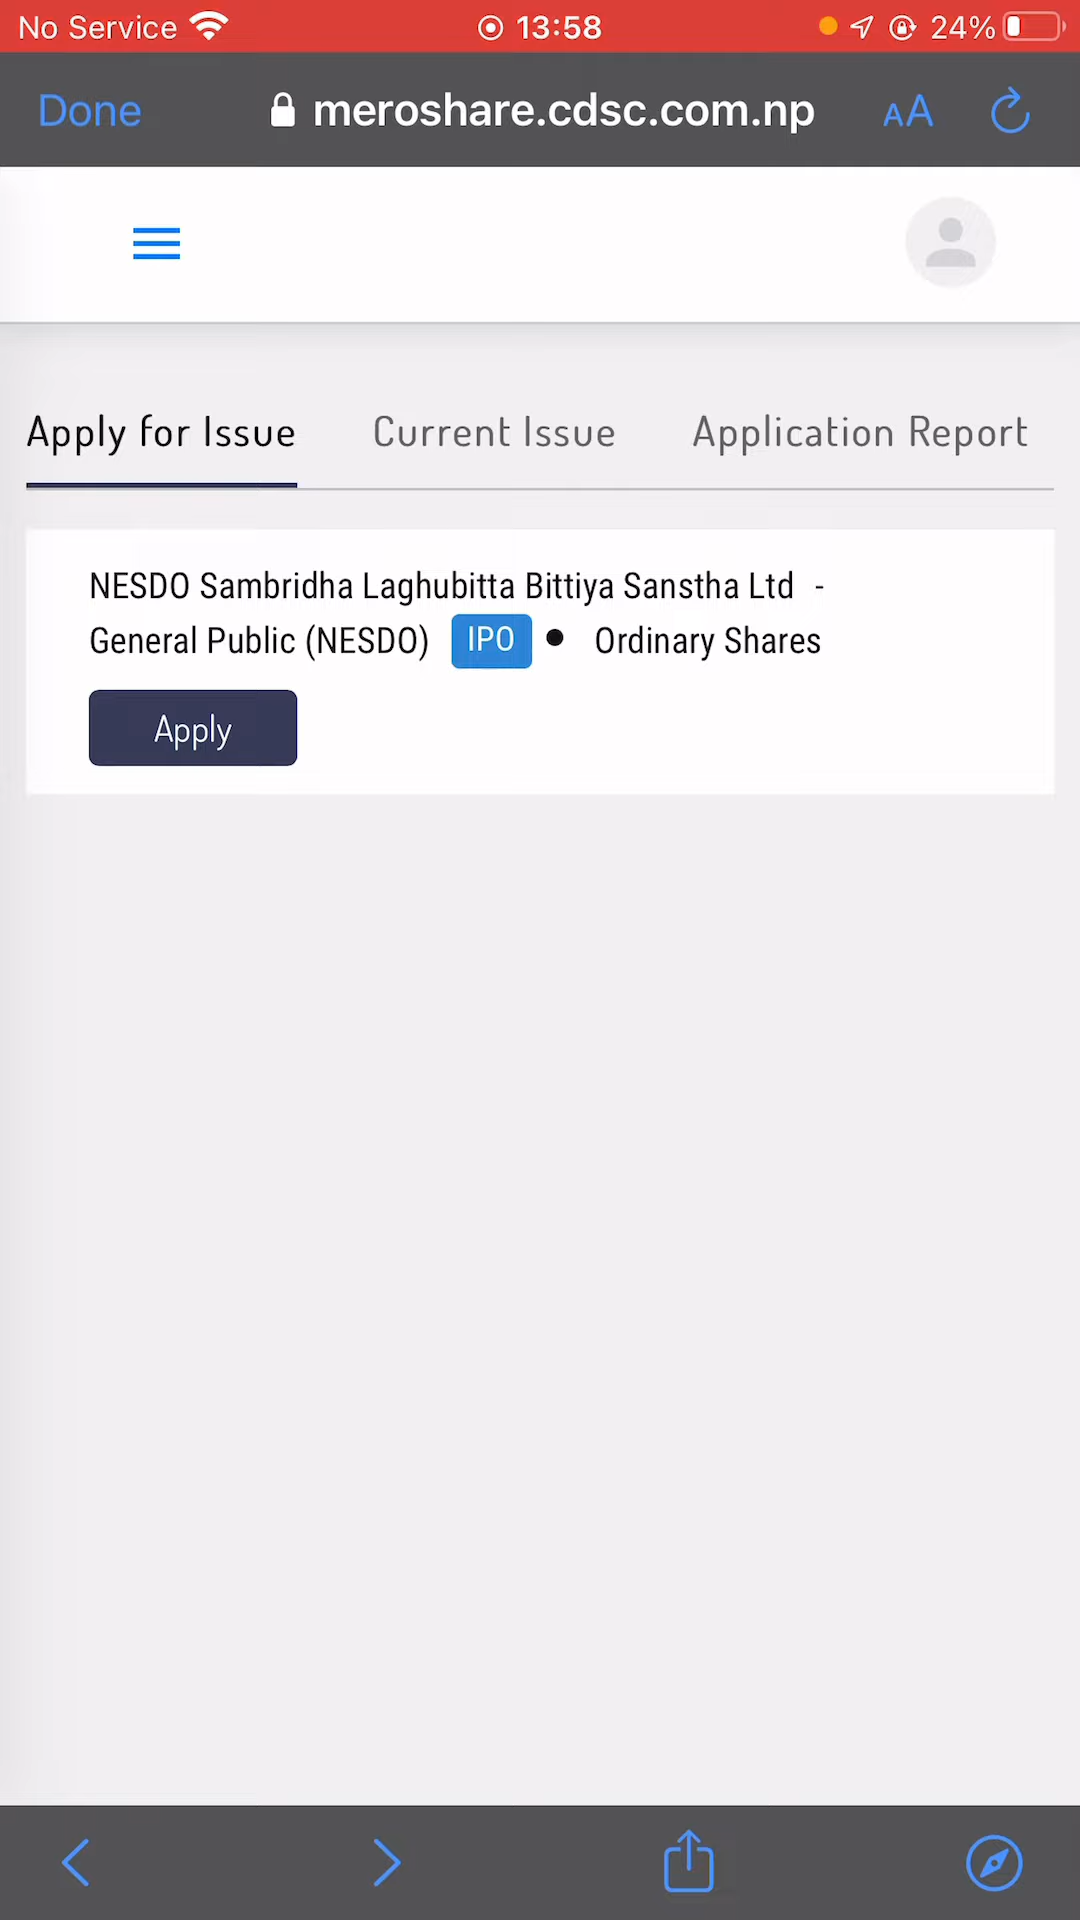 No Service 13:58 24%
Done meroshare.cdsc.com.np AA
Apply for Issue Current Issue Application Report
NESDO Sambridha Laghubitta Bittiya Sanstha Ltd -
General Public (NESDO) IPO • Ordinary Shares
Apply